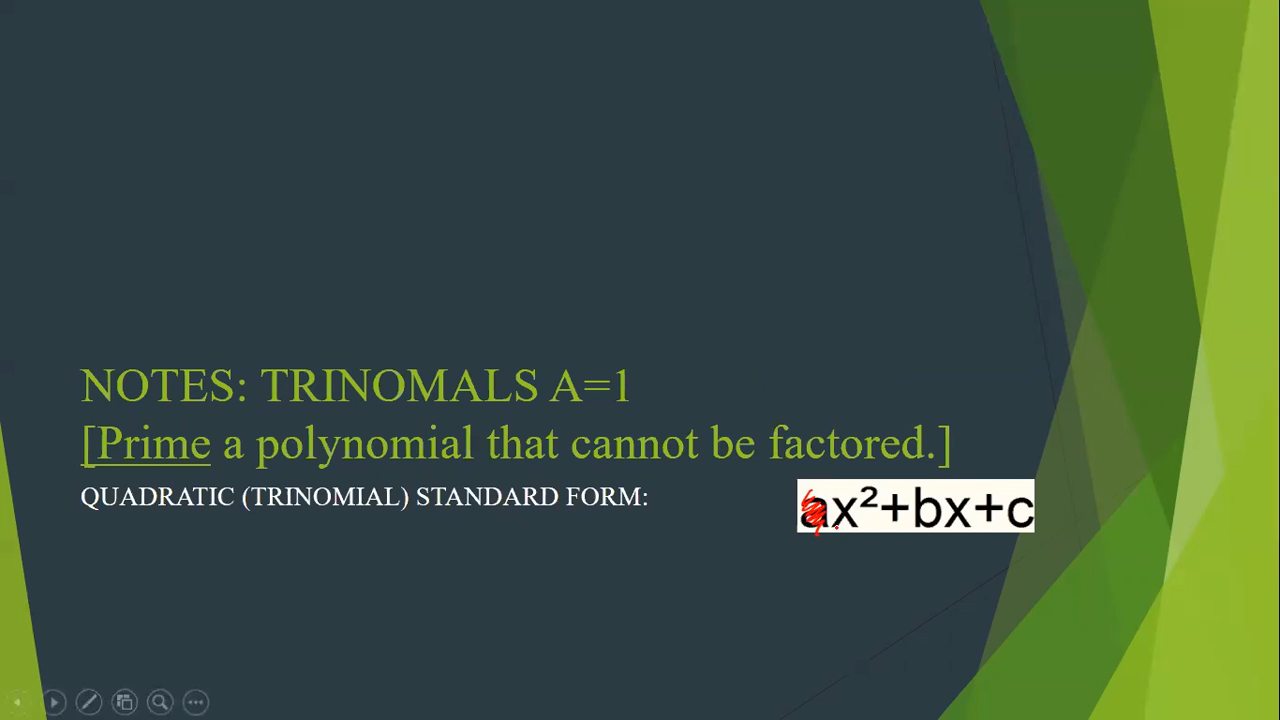 NOTES: TRINOMALS A=1
[Prime a polynomial that cannot be factored.]
QUADRATIC (TRINOMIAL) STANDARD FORM:
ax²+bx+c